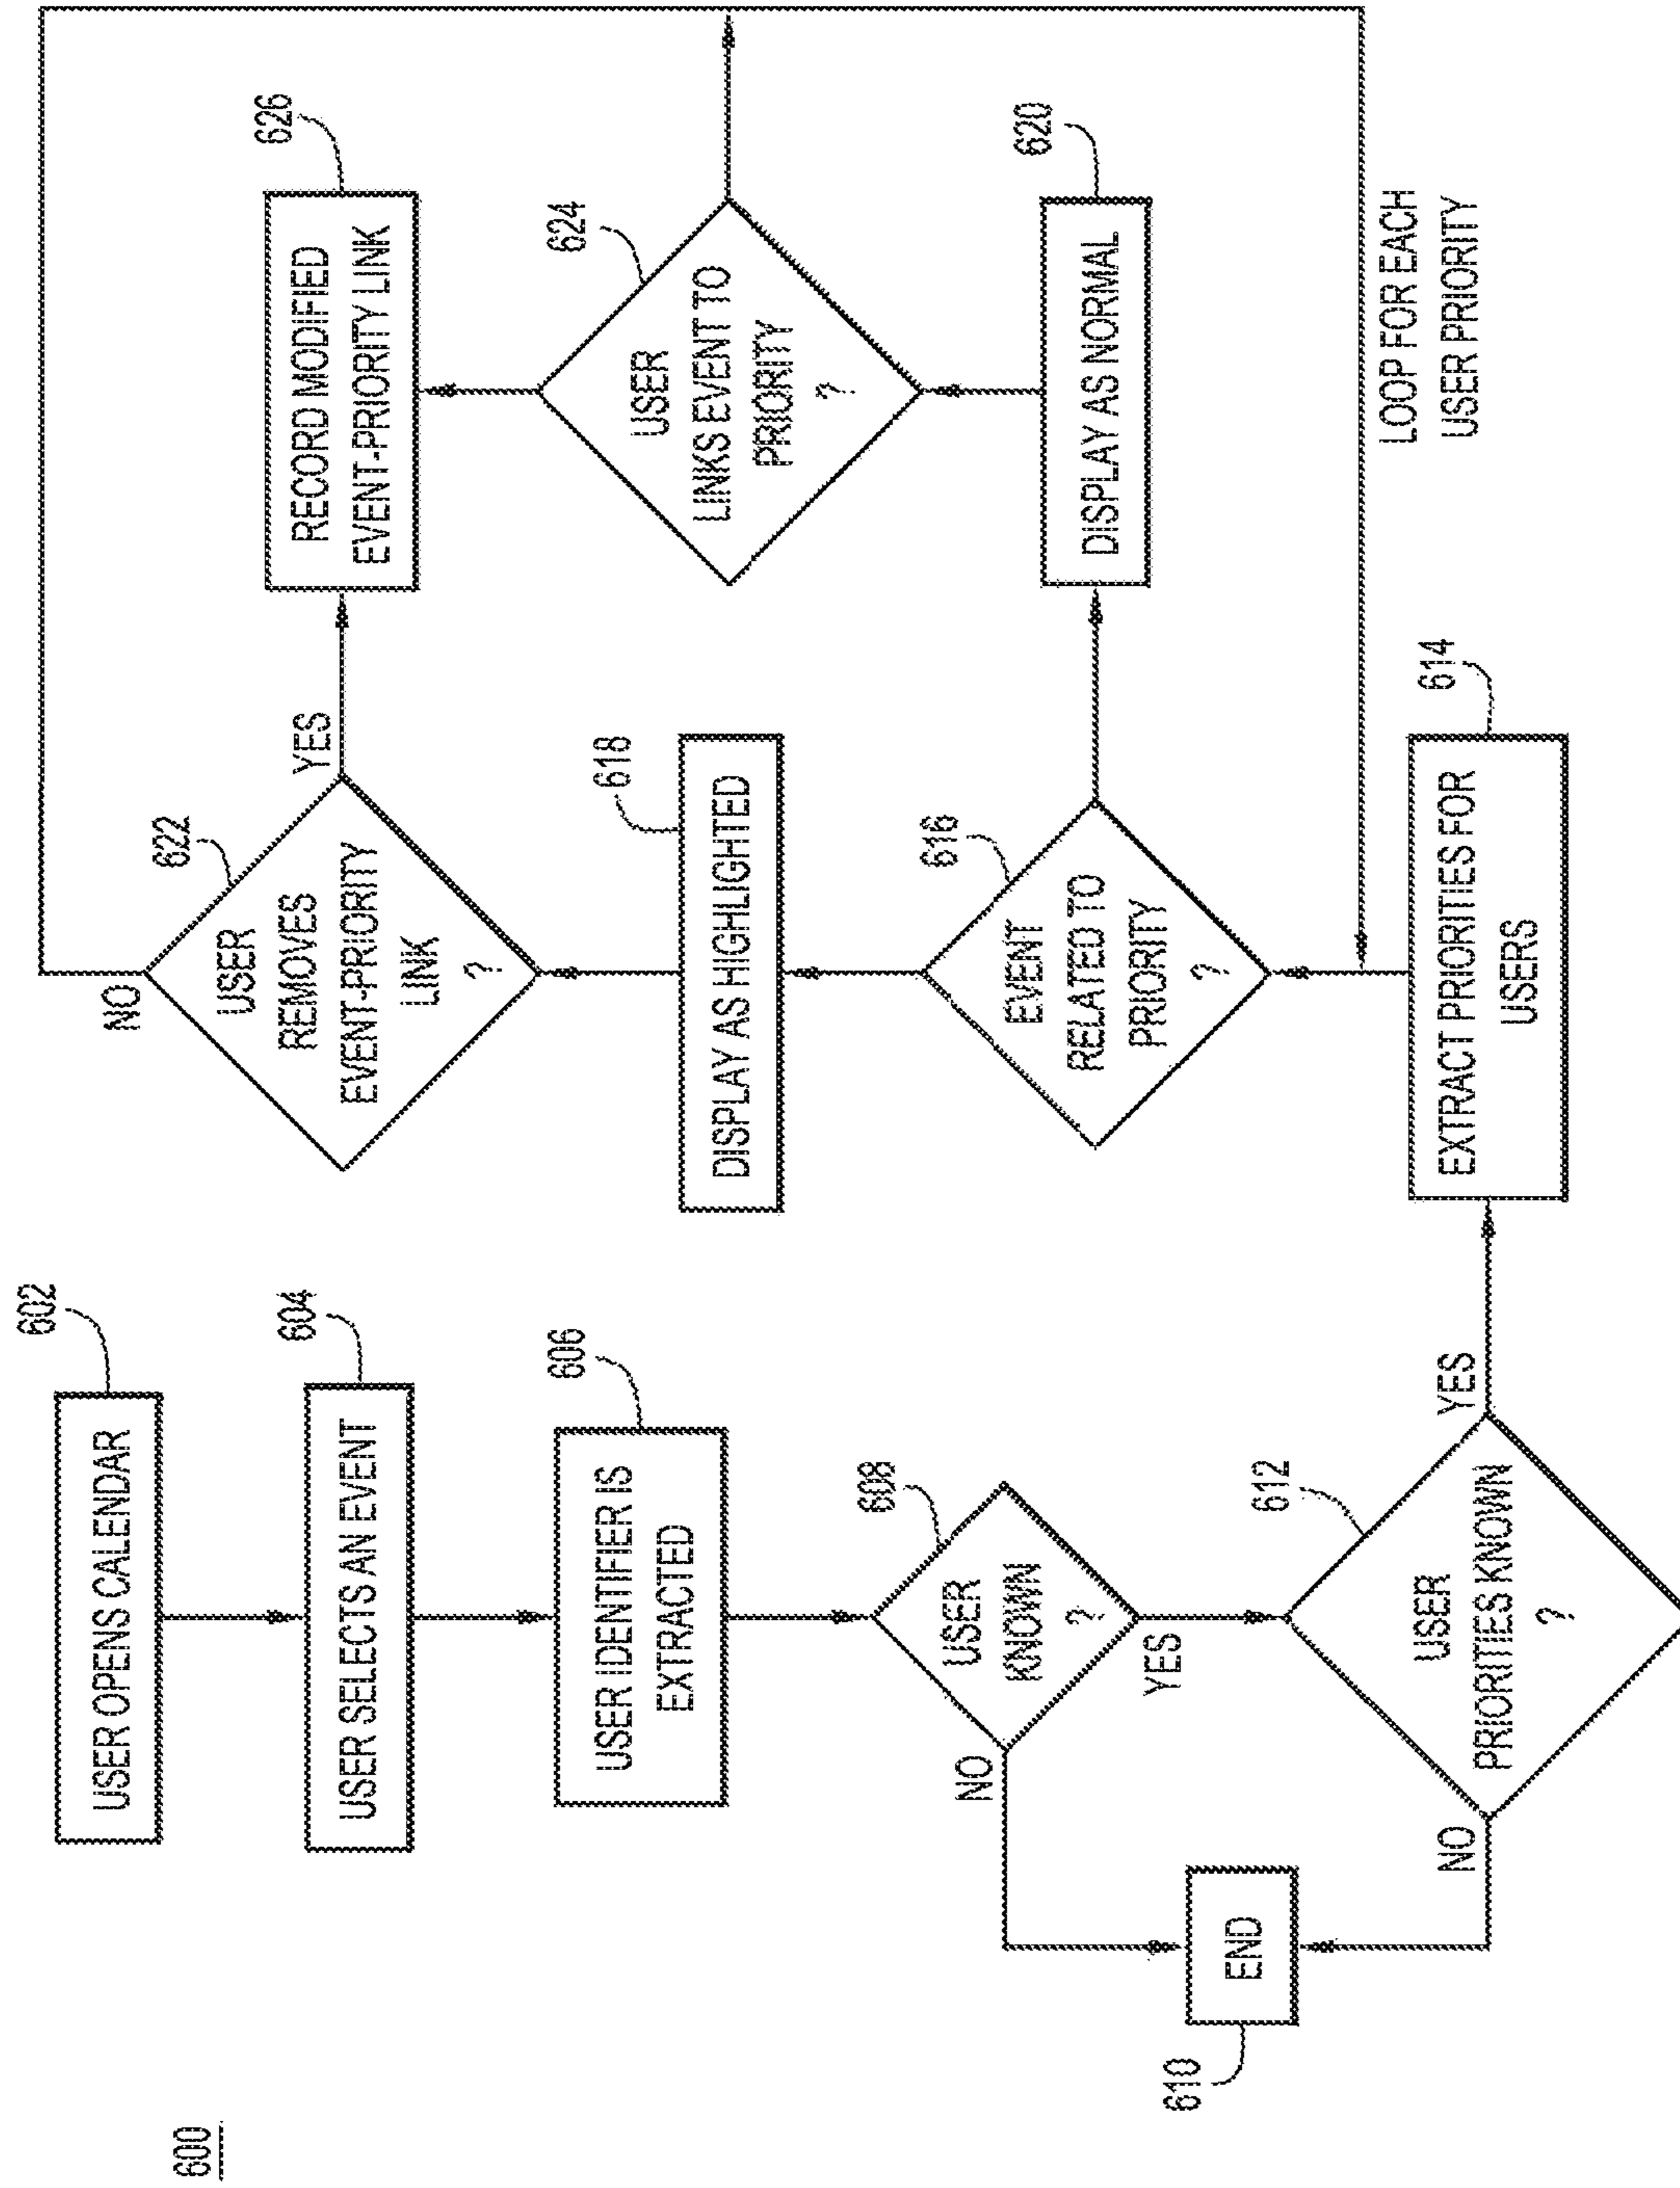 600
602
USER OPENS CALENDAR
604
USER SELECTS AN EVENT
606
USER IDENTIFIER IS
EXTRACTED
608
USER
KNOWN
?
NO
YES
610
END
612
USER
PRIORITIES KNOWN
?
NO
YES
614
EXTRACT PRIORITIES FOR
USERS
616
EVENT
RELATED TO
PRIORITY
?
618
DISPLAY AS HIGHLIGHTED
620
DISPLAY AS NORMAL
622
USER
REMOVES
EVENT-PRIORITY
LINK
?
NO
YES
624
USER
LINKS EVENT TO
PRIORITY
?
626
RECORD MODIFIED
EVENT-PRIORITY LINK
LOOP FOR EACH
USER PRIORITY